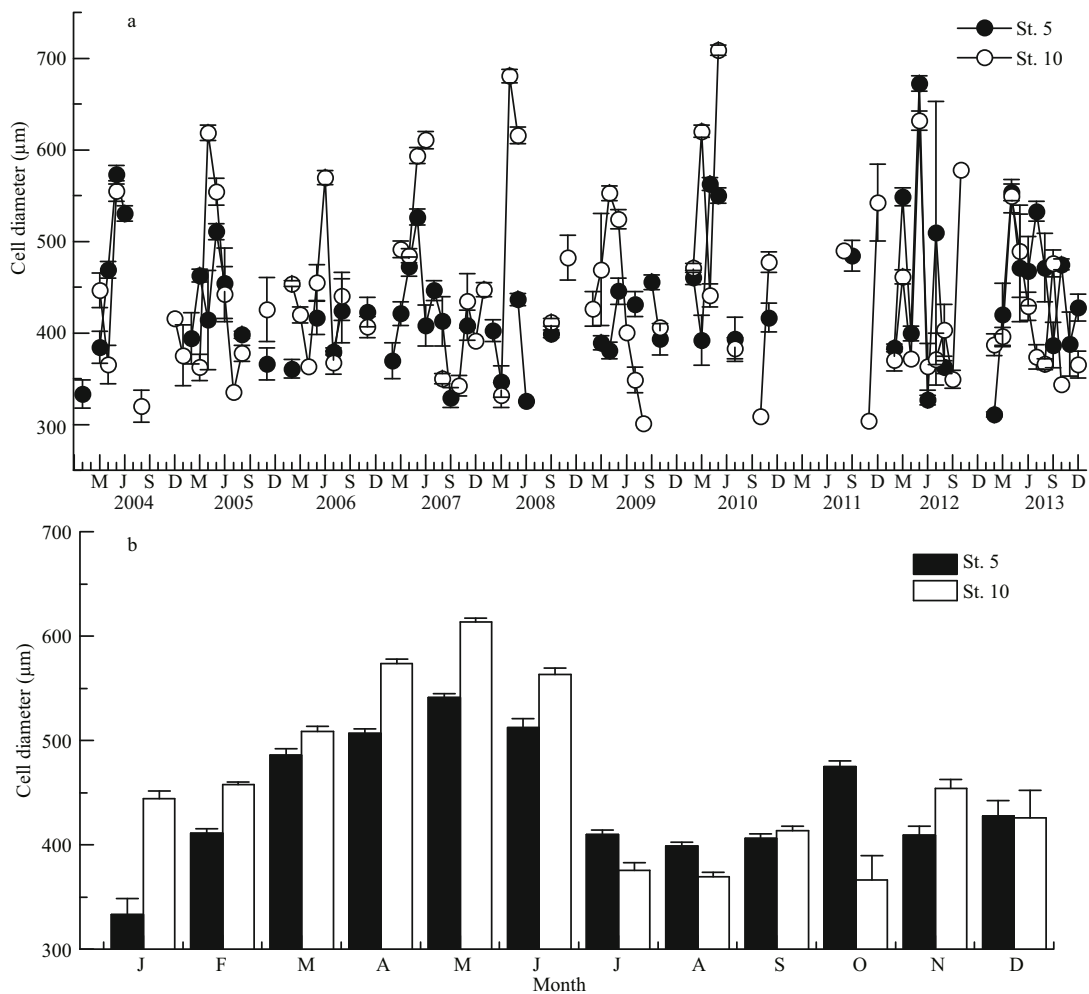 a
St. 5
St. 10
700
600
500
400
300
Cell diameter (μm)
M J S D M J S D M J S D M J S D M J S D M J S D M J S D M J S D M J S D M J S D
2004 2005 2006 2007 2008 2009 2010 2011 2012 2013
b
St. 5
St. 10
700
600
500
400
300
Cell diameter (μm)
J F M A M J J A S O N D
Month